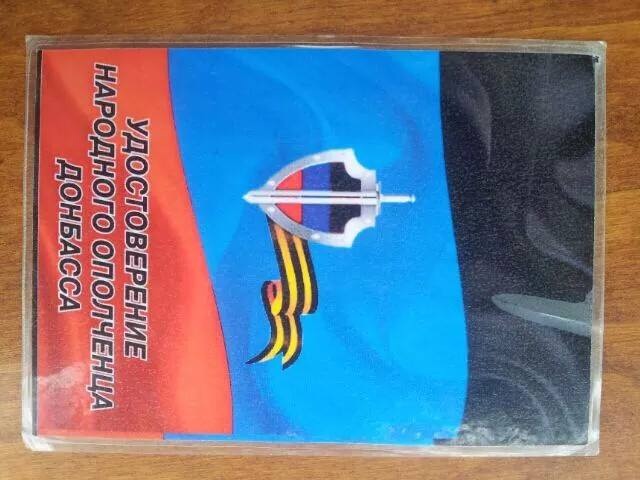 УДОСТОВЕРЕНИЕ
НАРОДНОГО ОПОЛЧЕНЦА
ДОНБАССА